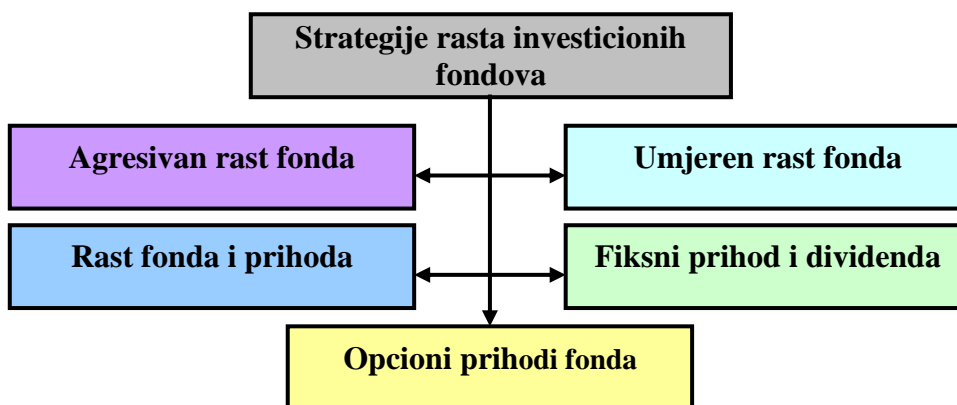 Strategije rasta investicionih
fondova
Agresivan rast fonda
Umjeren rast fonda
Rast fonda i prihoda
Fiksni prihod i dividenda
Opcioni prihodi fonda